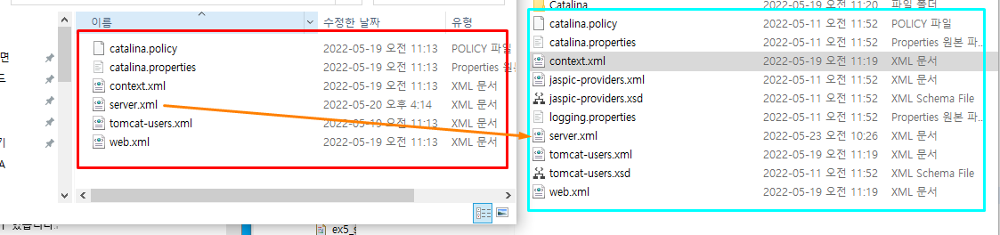 이름 수정한 날짜 유형
catalina.policy 2022-05-19 오전 11:13 POLICY 파일
catalina.properties 2022-05-19 오전 11:13 Properties 원본
context.xml 2022-05-19 오전 11:13 XML 문서
server.xml 2022-05-20 오후 4:14 XML 문서
tomcat-users.xml 2022-05-19 오전 11:13 XML 문서
web.xml 2022-05-19 오전 11:13 XML 문서
면
드
기
A
Catalina 2022-05-19 오전 11:20 파일 폴더
catalina.policy 2022-05-11 오전 11:52 POLICY 파일
catalina.properties 2022-05-11 오전 11:52 Properties 원본 파...
context.xml 2022-05-19 오전 11:19 XML 문서
jaspic-providers.xml 2022-05-11 오전 11:52 XML 문서
jaspic-providers.xsd 2022-05-11 오전 11:52 XML Schema File
logging.properties 2022-05-11 오전 11:52 Properties 원본 파...
server.xml 2022-05-23 오전 10:26 XML 문서
tomcat-users.xml 2022-05-19 오전 11:19 XML 문서
tomcat-users.xsd 2022-05-11 오전 11:52 XML Schema File
web.xml 2022-05-19 오전 11:19 XML 문서
있습니다.
ex5_s